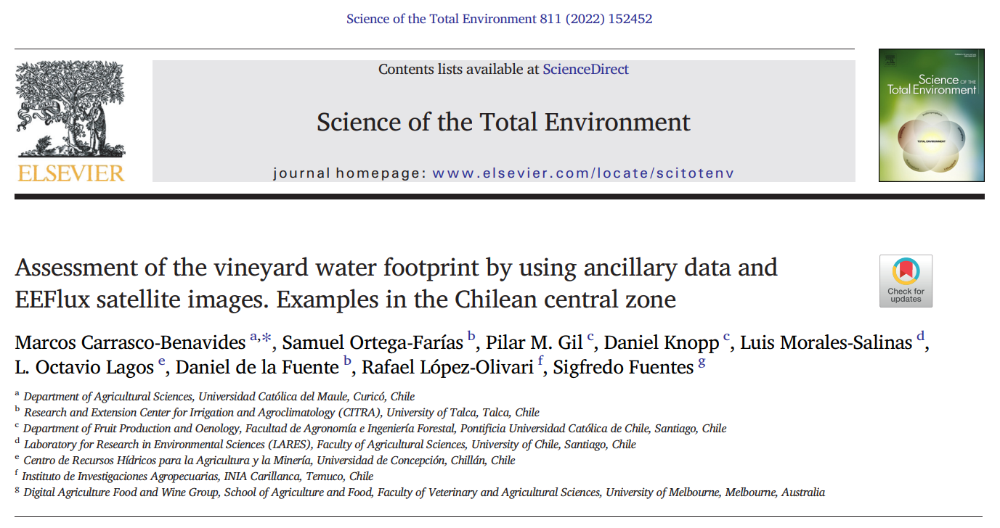 Science of the Total Environment 811 (2022) 152452
Contents lists available at ScienceDirect
Science of the Total Environment
journal homepage: www.elsevier.com/locate/scitotenv
ELSEVIER
Science OF THE
Total Environment
TOTAL ENVIRONMENT
Assessment of the vineyard water footprint by using ancillary data and
EEFlux satellite images. Examples in the Chilean central zone
Check for
updates
Marcos Carrasco-Benavides a,*, Samuel Ortega-Farías b, Pilar M. Gil c, Daniel Knopp c, Luis Morales-Salinas d,
L. Octavio Lagos e, Daniel de la Fuente b, Rafael López-Olivari f, Sigfredo Fuentes g
a Department of Agricultural Sciences, Universidad Católica del Maule, Curicó, Chile
b Research and Extension Center for Irrigation and Agroclimatology (CITRA), University of Talca, Talca, Chile
c Department of Fruit Production and Oenology, Facultad de Agronomía e Ingeniería Forestal, Pontificia Universidad Católica de Chile, Santiago, Chile
d Laboratory for Research in Environmental Sciences (LARES), Faculty of Agricultural Sciences, University of Chile, Santiago, Chile
e Centro de Recursos Hídricos para la Agricultura y la Minería, Universidad de Concepción, Chillán, Chile
f Instituto de Investigaciones Agropecuarias, INIA Carillanca, Temuco, Chile
g Digital Agriculture Food and Wine Group, School of Agriculture and Food, Faculty of Veterinary and Agricultural Sciences, University of Melbourne, Melbourne, Australia